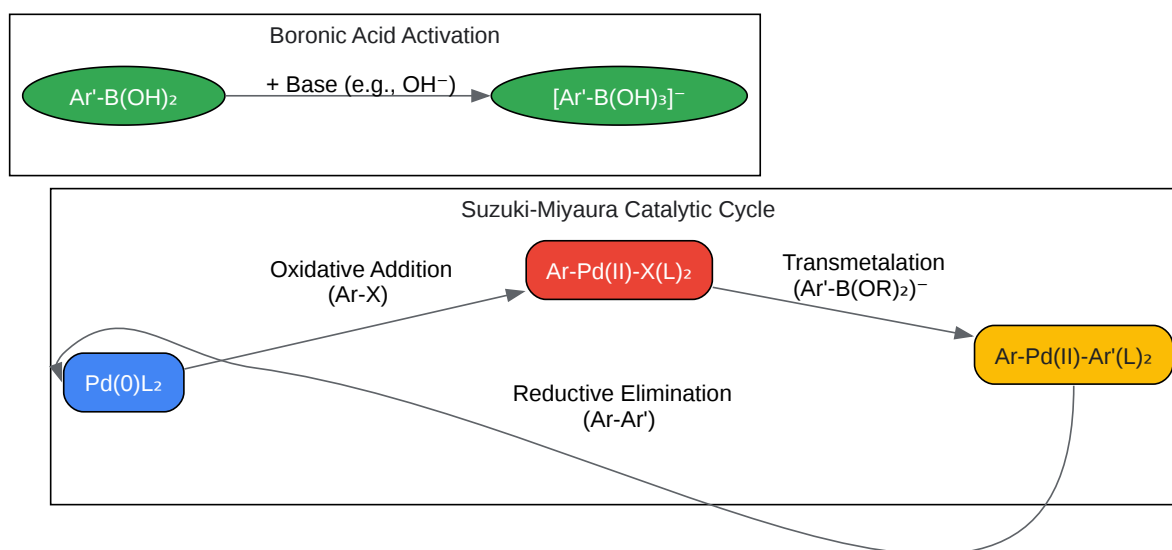 Boronic Acid Activation
Ar'-B(OH)₂
+ Base (e.g., OH⁻)
[Ar'-B(OH)₃]⁻
Suzuki-Miyaura Catalytic Cycle
Oxidative Addition
(Ar-X)
Ar-Pd(II)-X(L)₂
Transmetalation
(Ar'-B(OR)₂)⁻
Pd(0)L₂
Ar-Pd(II)-Ar'(L)₂
Reductive Elimination
(Ar-Ar')